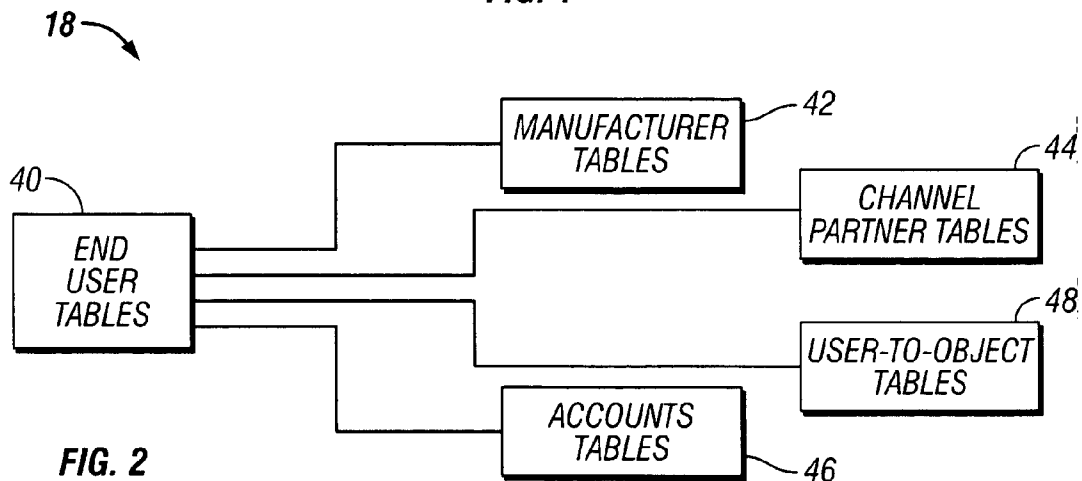 18
MANUFACTURER
TABLES
42
44
CHANNEL
PARTNER TABLES
40
END
USER
TABLES
48
USER-TO-OBJECT
TABLES
ACCOUNTS
TABLES
46
FIG. 2